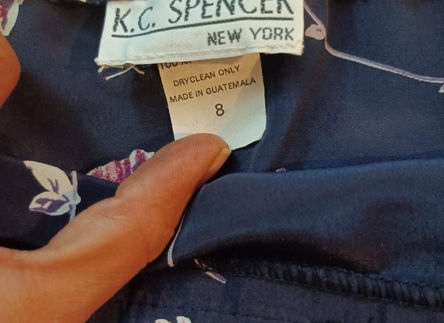 K.C. SPENCER
NEW YORK
DRYCLEAN ONLY
MADE IN GUATEMALA
8